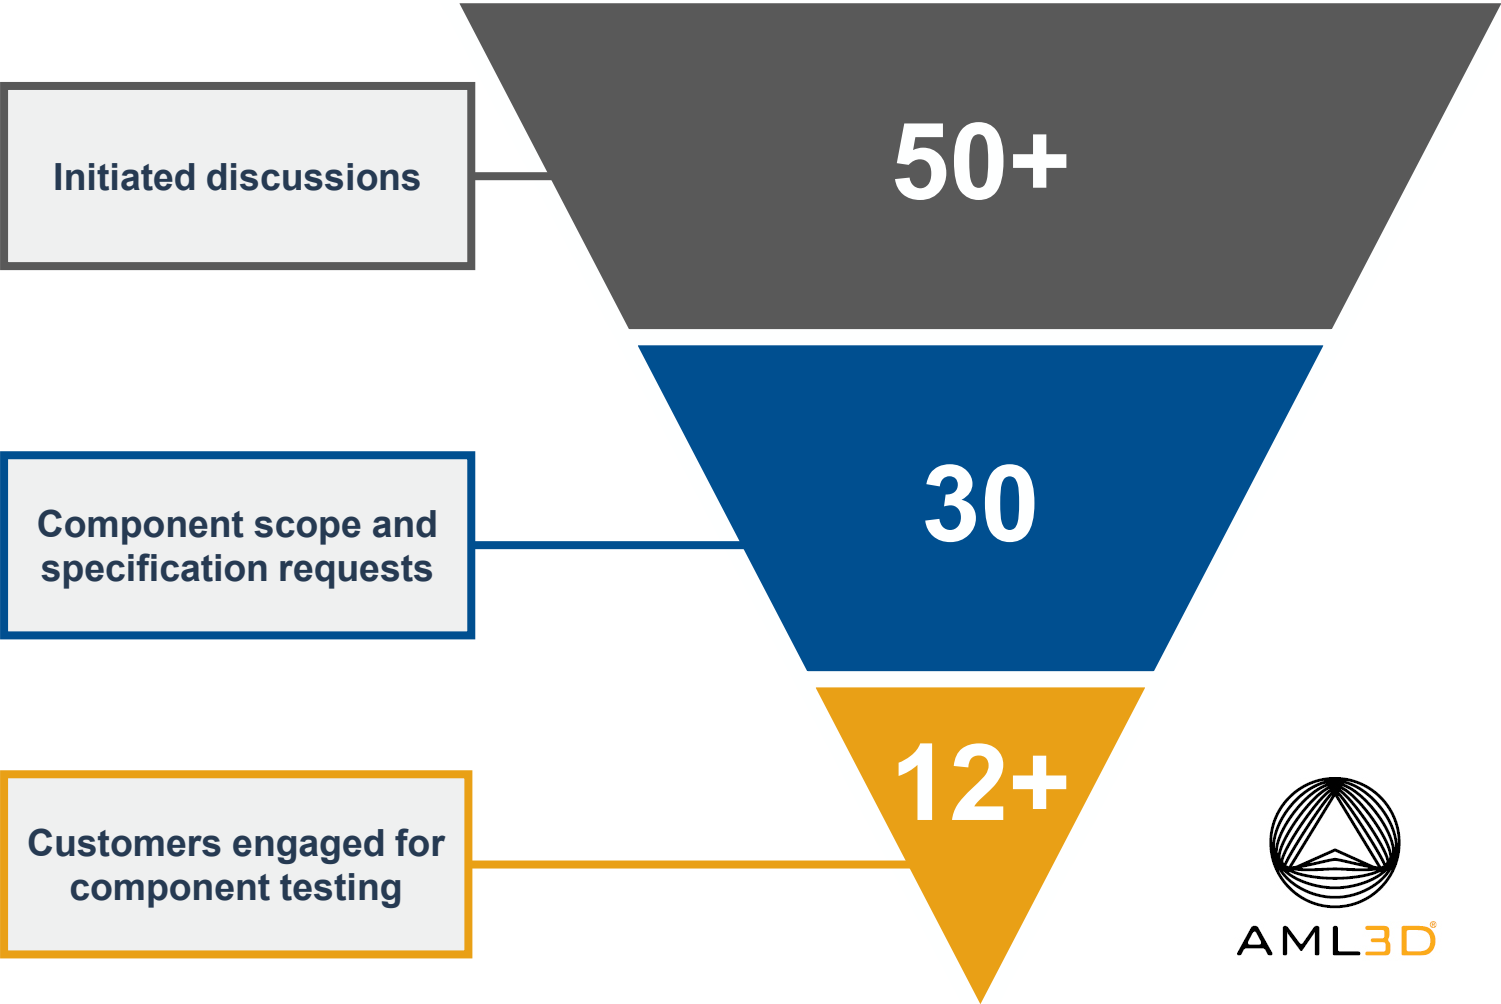 Initiated discussions
50+
Component scope and
specification requests
30
Customers engaged for
component testing
12+
AML3D®